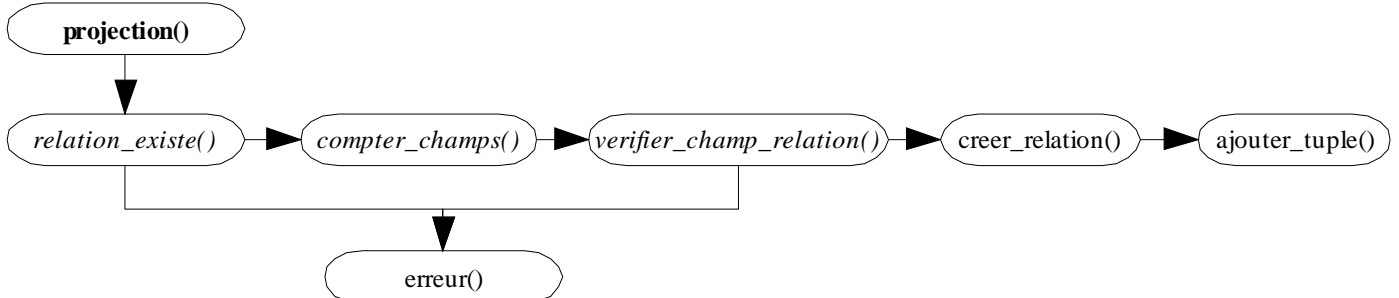 projection()
relation_existe()
compter_champs()
verifier_champ_relation()
creer_relation()
ajouter_tuple()
erreur()